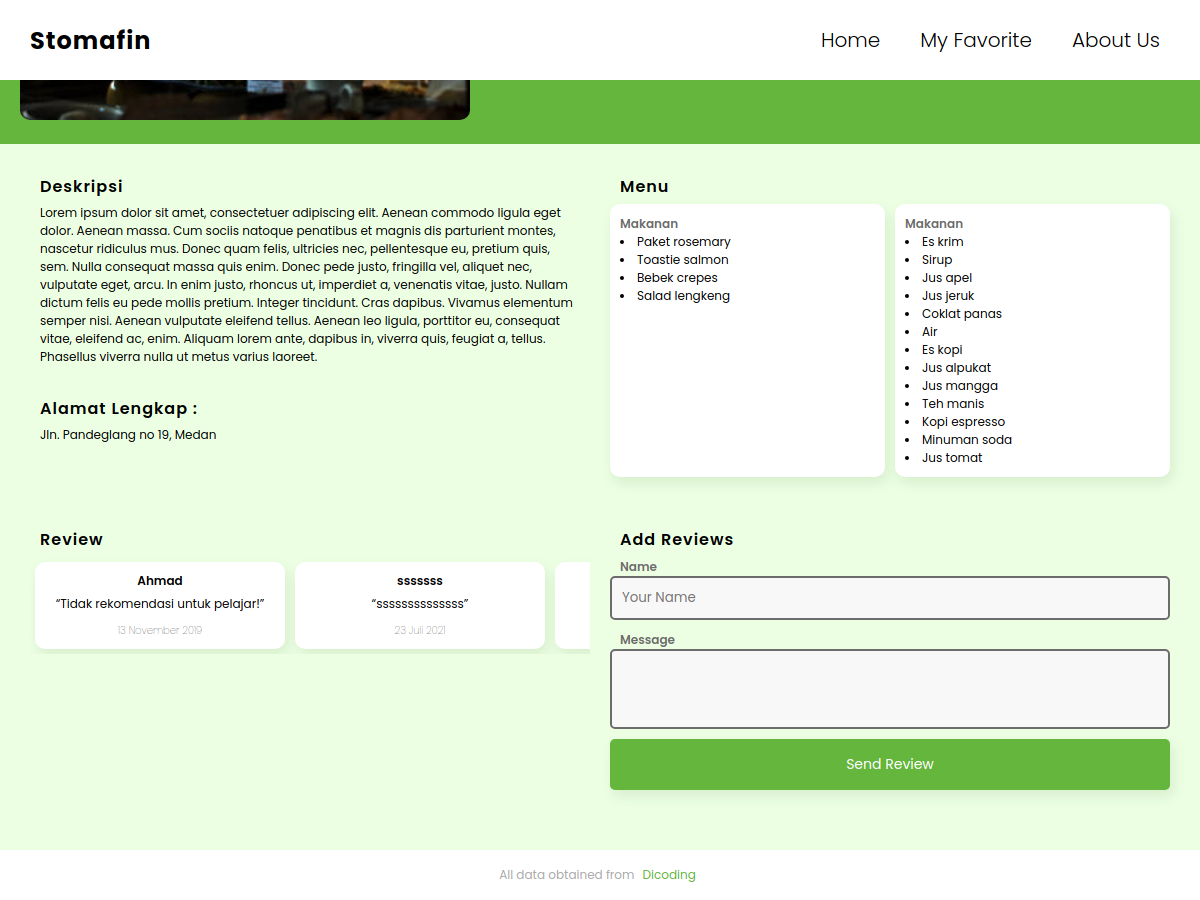 Stomafin
Home
My Favorite
About Us
Deskripsi
Lorem ipsum dolor sit amet, consectetuer adipiscing elit. Aenean commodo ligula eget
dolor. Aenean massa. Cum sociis natoque penatibus et magnis dis parturient montes,
nascetur ridiculus mus. Donec quam felis, ultricies nec, pellentesque eu, pretium quis,
sem. Nulla consequat massa quis enim. Donec pede justo, fringilla vel, aliquet nec,
vulputate eget, arcu. In enim justo, rhoncus ut, imperdiet a, venenatis vitae, justo. Nullam
dictum felis eu pede mollis pretium. Integer tincidunt. Cras dapibus. Vivamus elementum
semper nisi. Aenean vulputate eleifend tellus. Aenean leo ligula, porttitor eu, consequat
vitae, eleifend ac, enim. Aliquam lorem ante, dapibus in, viverra quis, feugiat a, tellus.
Phasellus viverra nulla ut metus varius laoreet.
Alamat Lengkap :
Jln. Pandeglang no 19, Medan
Menu
Makanan
• Paket rosemary
• Toastie salmon
• Bebek crepes
• Salad lengkeng
Makanan
• Es krim
• Sirup
• Jus apel
• Jus jeruk
• Coklat panas
• Air
• Es kopi
• Jus alpukat
• Jus mangga
• Teh manis
• Kopi espresso
• Minuman soda
• Jus tomat
Review
Ahmad
“Tidak rekomendasi untuk pelajar!”
13 November 2019
sssssss
“ssssssssssssss”
23 Juli 2021
Add Reviews
Name
Your Name
Message
Send Review
All data obtained from Dicoding